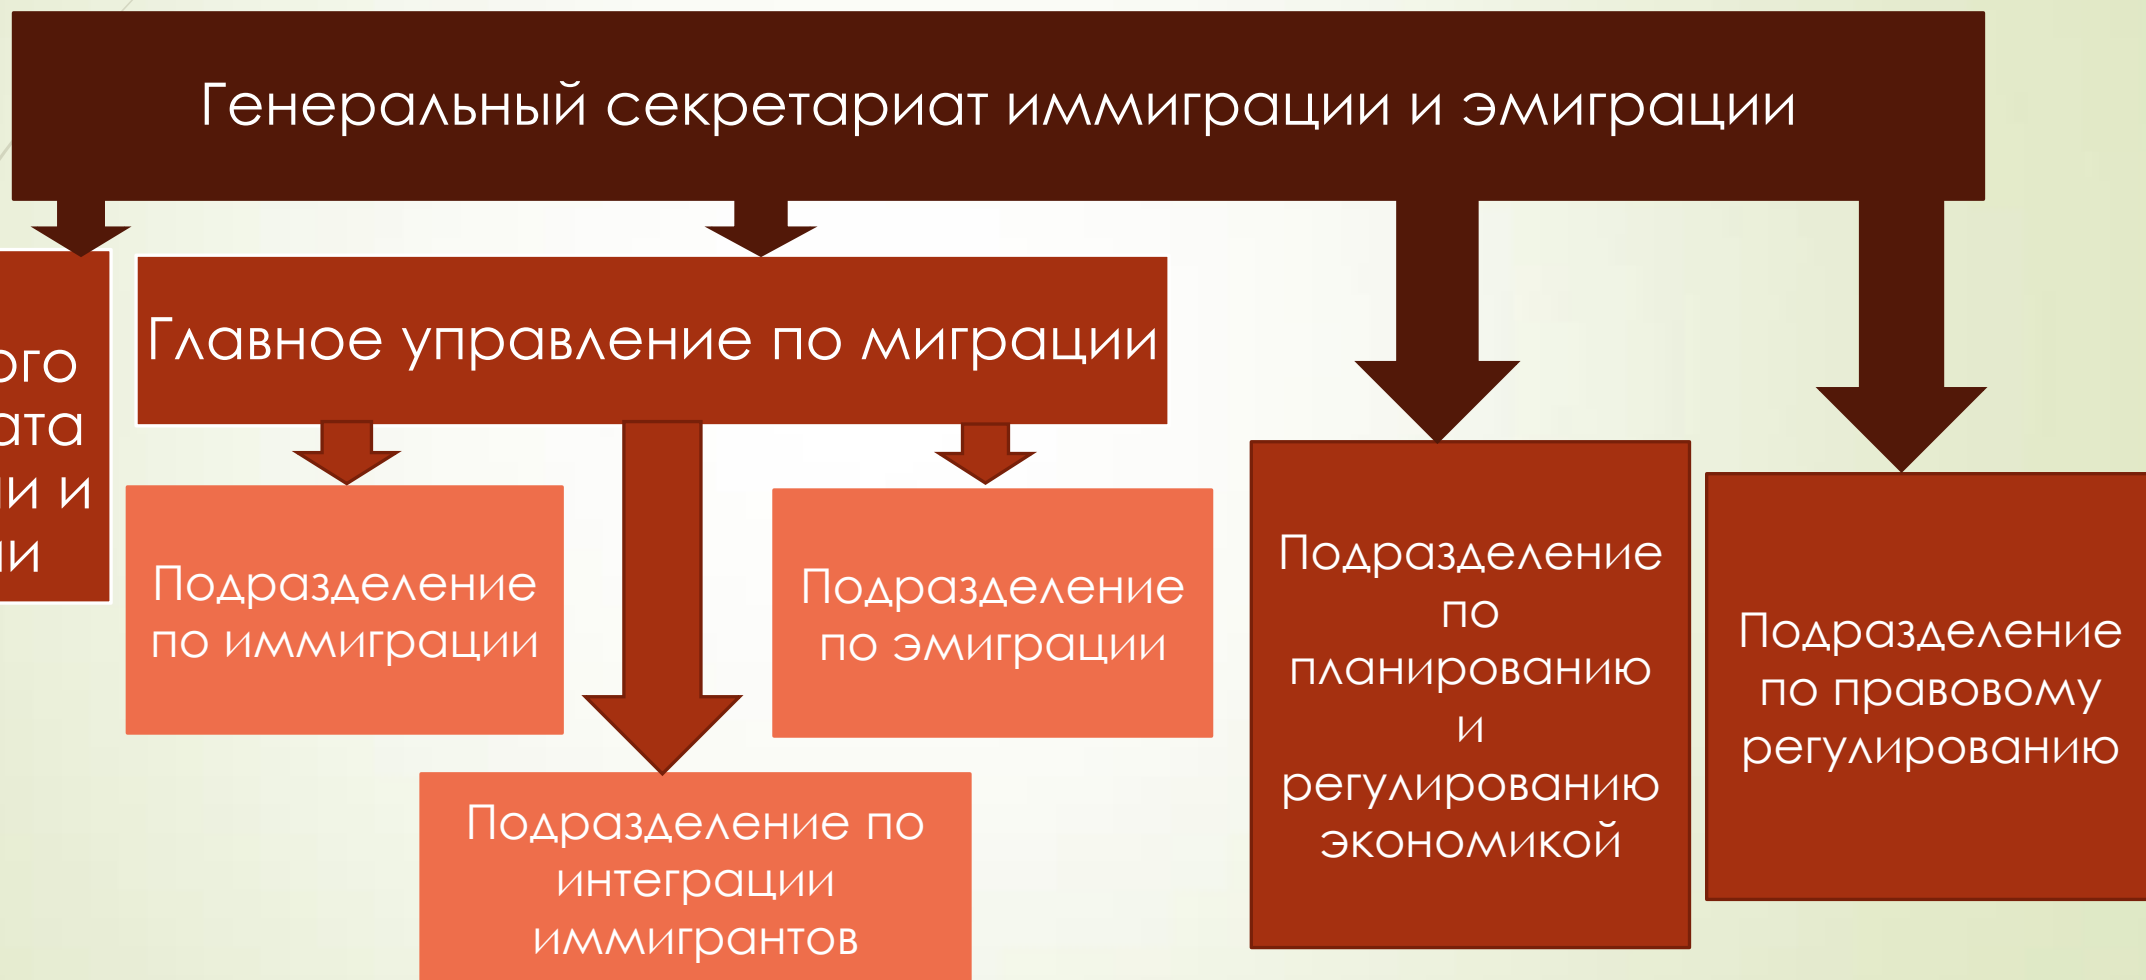 Генеральный секретариат иммиграции и эмиграции
и
Главное управление по миграции
Подразделение
по иммиграции
Подразделение
по эмиграции
Подразделение по
интеграции
иммигрантов
Подразделение
по
планированию
и
регулированию
экономикой
Подразделение
по правовому
регулированию